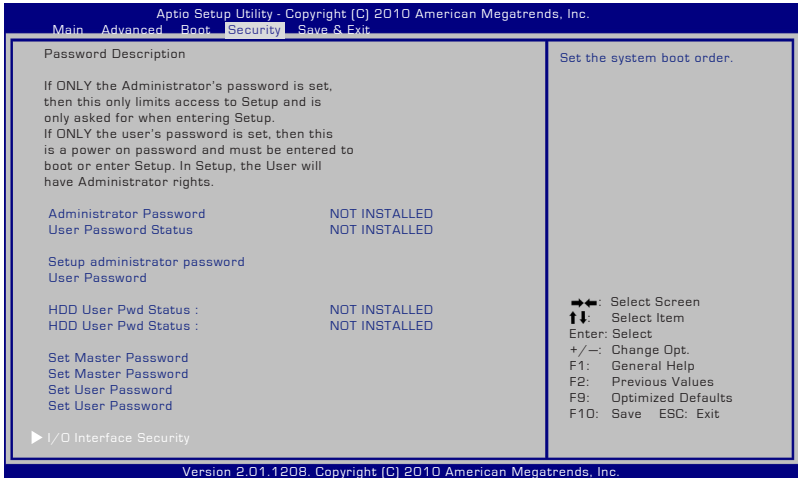 Aptio Setup Utility - Copyright (C) 2010 American Megatrends, Inc.
Main Advanced Boot Security Save & Exit
Password Description
If ONLY the Administrator's password is set,
then this only limits access to Setup and is
only asked for when entering Setup.
If ONLY the user's password is set, then this
is a power on password and must be entered to
boot or enter Setup. In Setup, the User will
have Administrator rights.
Administrator Password NOT INSTALLED
User Password Status NOT INSTALLED
Setup administrator password
User Password
HDD User Pwd Status : NOT INSTALLED
HDD User Pwd Status : NOT INSTALLED
Set Master Password
Set Master Password
Set User Password
Set User Password
I/O Interface Security
Set the system boot order.
→←: Select Screen
↑↓: Select Item
Enter: Select
+/—: Change Opt.
F1: General Help
F2: Previous Values
F9: Optimized Defaults
F10: Save ESC: Exit
Version 2.01.1208. Copyright (C) 2010 American Megatrends, Inc.